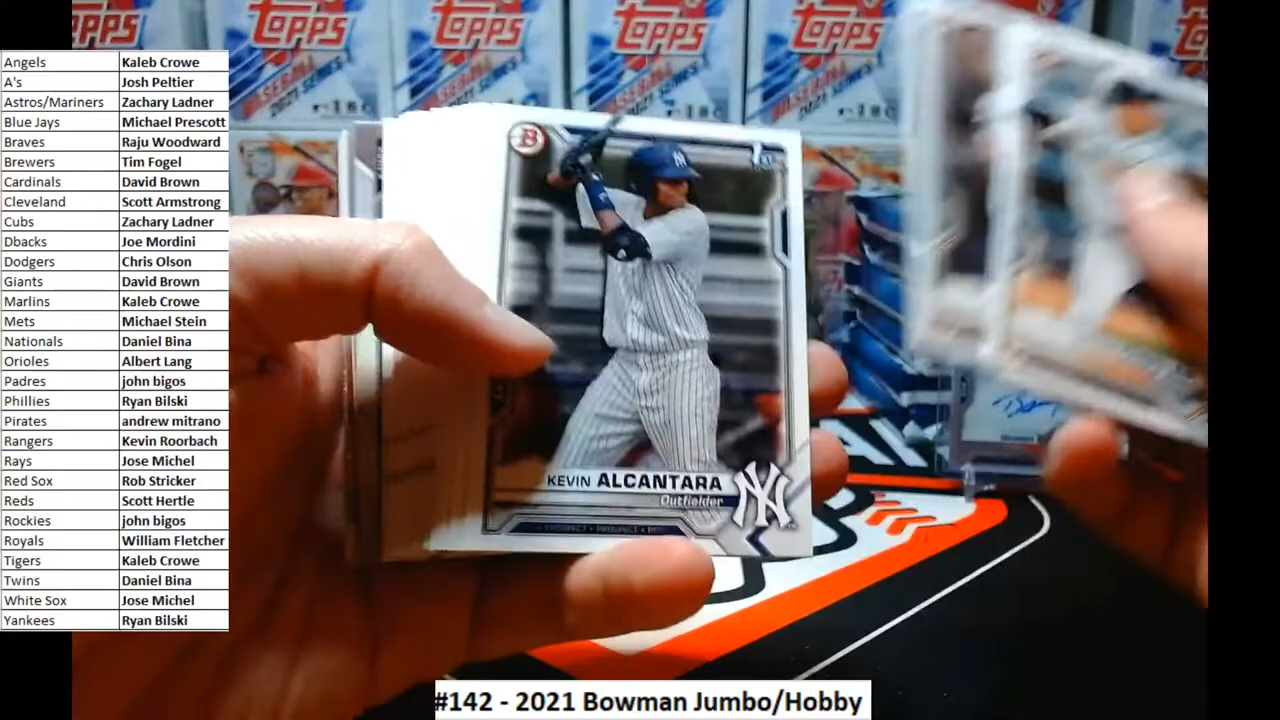 TOPPS
TOPPS
TOPPS
TOPPS
BASEBALL
2021 SERIES 1
Angels Kaleb Crowe
A's Josh Peltier
Astros/Mariners Zachary Ladner
Blue Jays Michael Prescott
Braves Raju Woodward
Brewers Tim Fogel
Cardinals David Brown
Cleveland Scott Armstrong
Cubs Zachary Ladner
Dbacks Joe Mordini
Dodgers Chris Olson
Giants David Brown
Marlins Kaleb Crowe
Mets Michael Stein
Nationals Daniel Bina
Orioles Albert Lang
Padres john bigos
Phillies Ryan Bilski
Pirates andrew mitrano
Rangers Kevin Roorbach
Rays Jose Michel
Red Sox Rob Stricker
Reds Scott Hertle
Rockies john bigos
Royals William Fletcher
Tigers Kaleb Crowe
Twins Daniel Bina
White Sox Jose Michel
Yankees Ryan Bilski
B
1st
KEVIN ALCANTARA
Outfielder
NY
PROSPECT • PROSPECT
#142 - 2021 Bowman Jumbo/Hobby